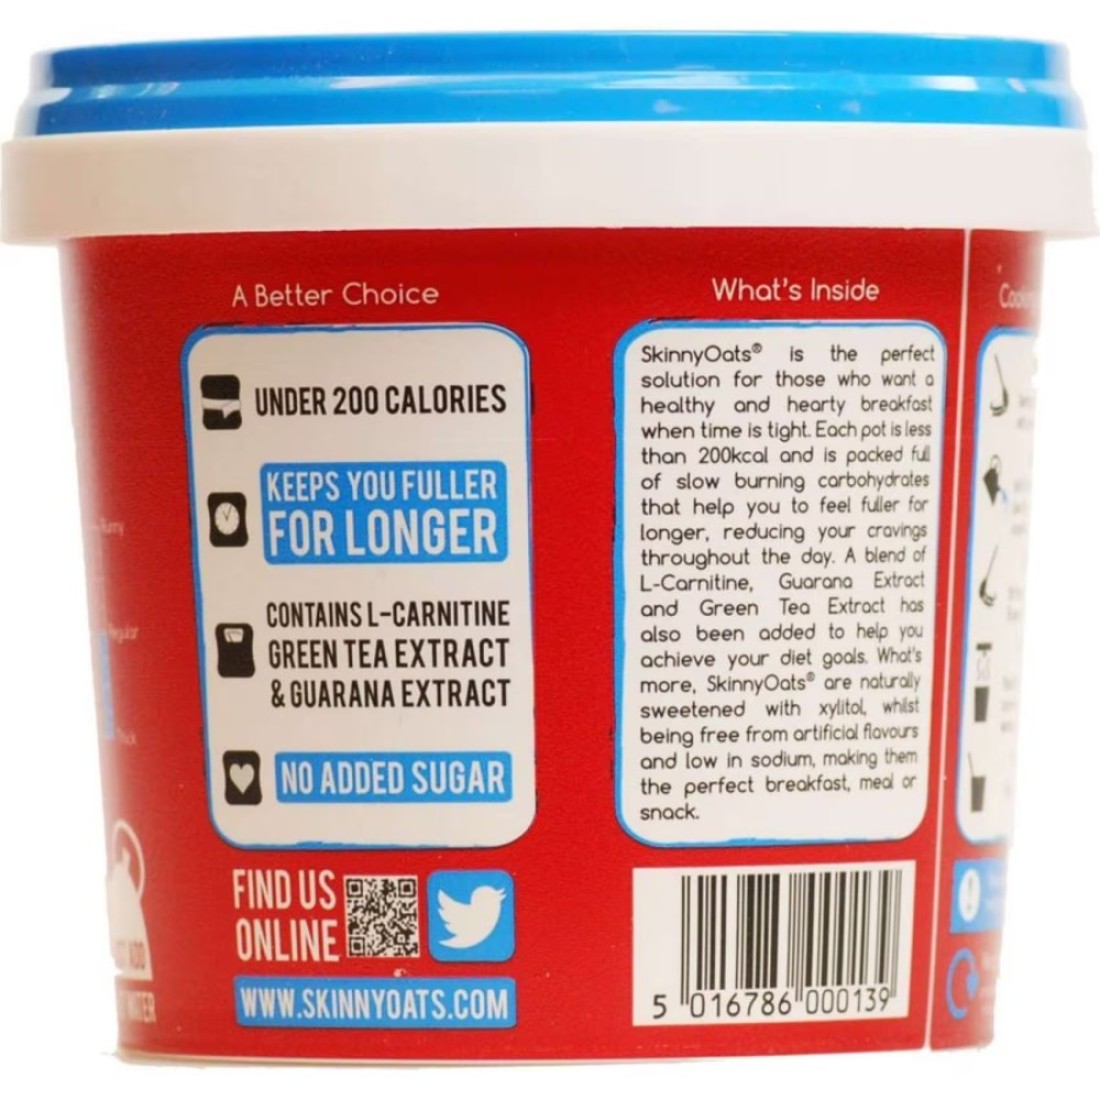 A Better Choice
UNDER 200 CALORIES
KEEPS YOU FULLER
FOR LONGER
CONTAINS L-CARNITINE
GREEN TEA EXTRACT
& GUARANA EXTRACT
NO ADDED SUGAR
FIND US
ONLINE
WWW.SKINNYOATS.COM
What's Inside
SkinnyOats® is the perfect
solution for those who want a
healthy and hearty breakfast
when time is tight. Each pot is less
than 200kcal and is packed full
of slow burning carbohydrates
that help you to feel fuller for
longer, reducing your cravings
throughout the day. A blend of
L-Carnitine, Guarana Extract
and Green Tea Extract has
also been added to help you
achieve your diet goals. What's
more, SkinnyOats® are naturally
sweetened with xylitol, whilst
being free from artificial flavours
and low in sodium, making them
the perfect breakfast, meal or
snack.
5 016786 000139
Runny
Regular
Thick
ADD